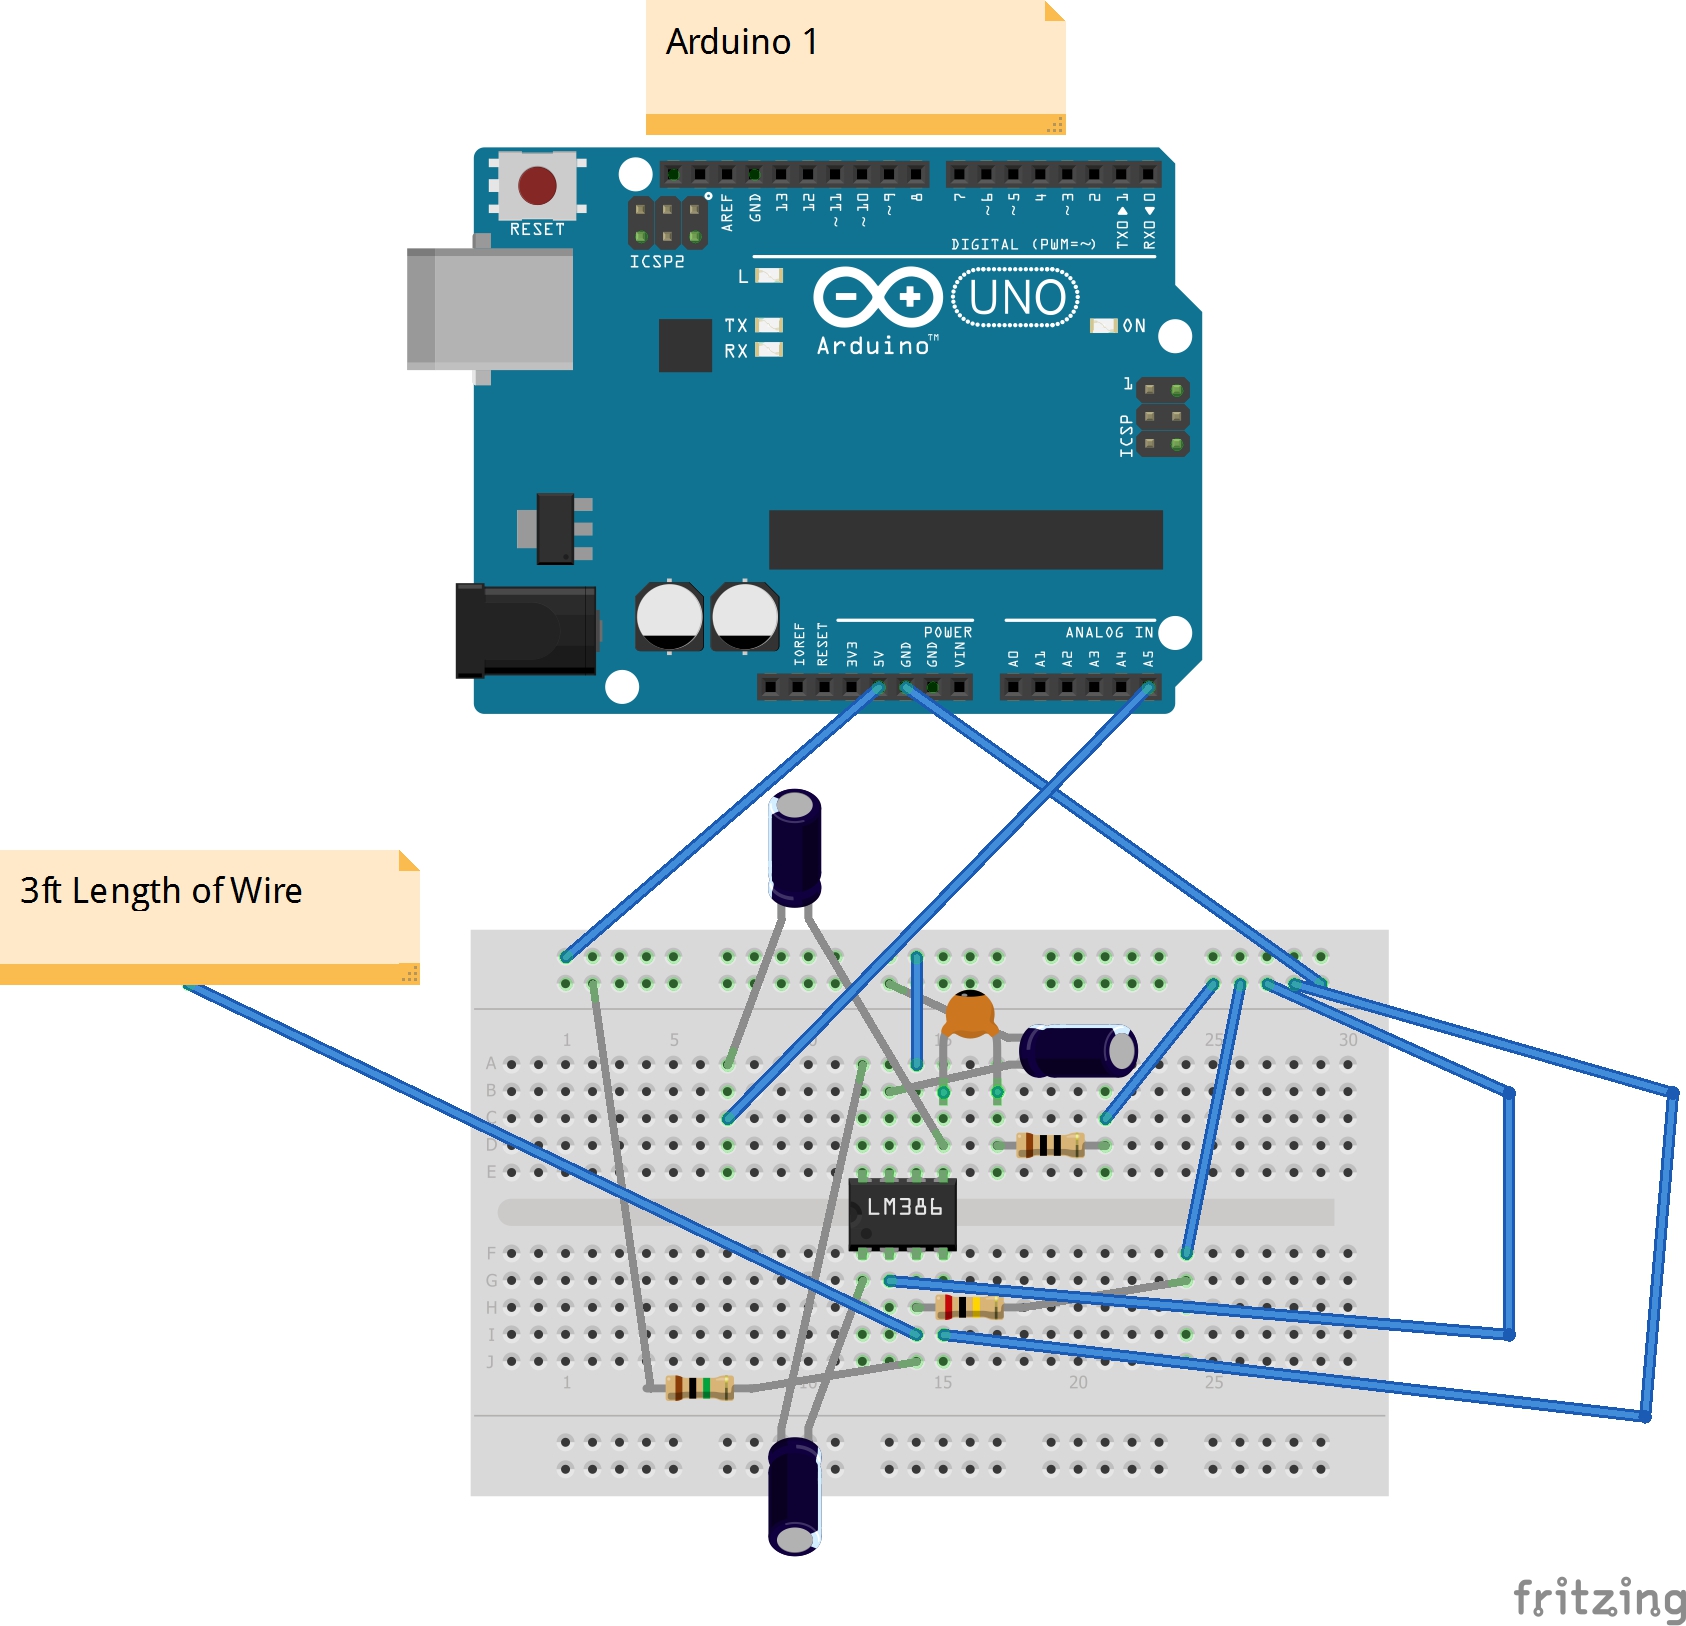 Arduino 1
RESET
AREF
GND
13
12
~11
~10
~9
8
7
~6
~5
4
~3
2
TX0▶1
RX0◀0
DIGITAL (PWM=~)
ICSP2
L
TX
RX
Arduino™
UNO
ON
1
ICSP
IOREF
RESET
3V3
5V
GND
GND
VIN
POWER
A0
A1
A2
A3
A4
A5
ANALOG IN
3ft Length of Wire
1 5 25 30
A
B
C
D
E
LM386
F
G
H
I
J
1 15 20 25
fritzing